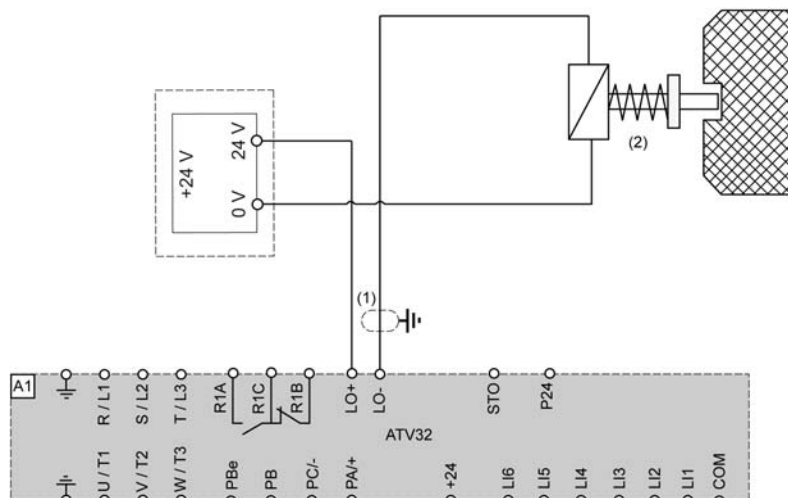 24 V
+24 V
0 V
(2)
(1)
A1
R / L1
S / L2
T / L3
R1A
R1C
R1B
LO+
LO-
STO
P24
ATV32
U / T1
V / T2
W / T3
PBe
PB
PC/-
PA/+
+24
LI6
LI5
LI4
LI3
LI2
LI1
COM